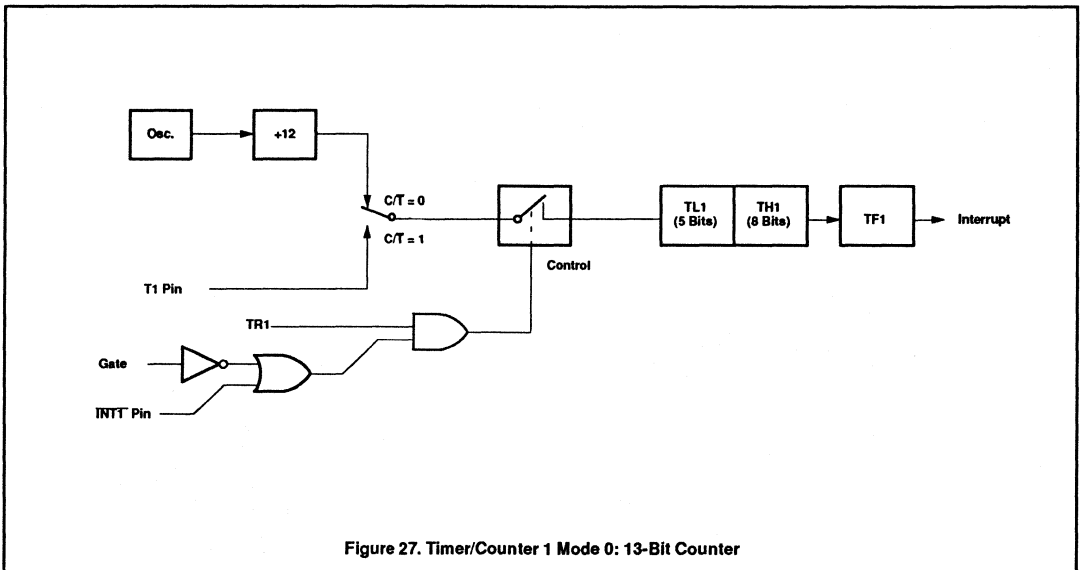 Osc.
+12
C/T̅ = 0
C/T̅ = 1
T1 Pin
Control
TL1
(5 Bits)
TH1
(8 Bits)
TF1
Interrupt
TR1
Gate
I̅N̅T̅1̅ Pin
Figure 27. Timer/Counter 1 Mode 0: 13-Bit Counter